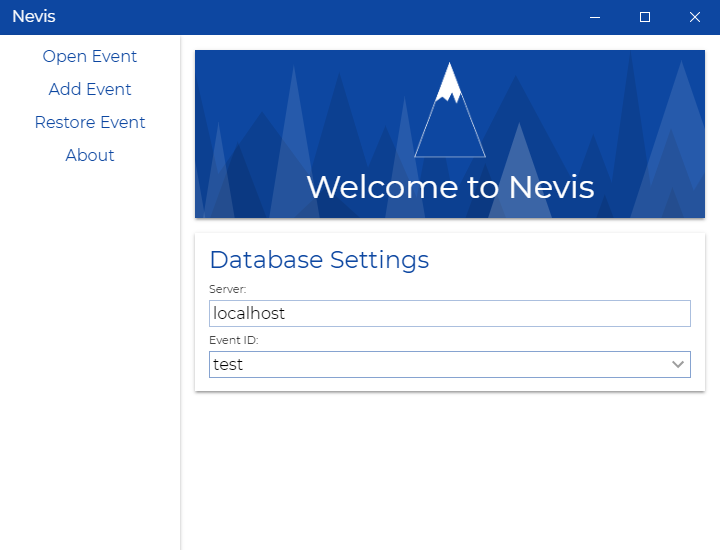 Nevis
Open Event
Add Event
Restore Event
About
Welcome to Nevis
Database Settings
Server:
localhost
Event ID:
test